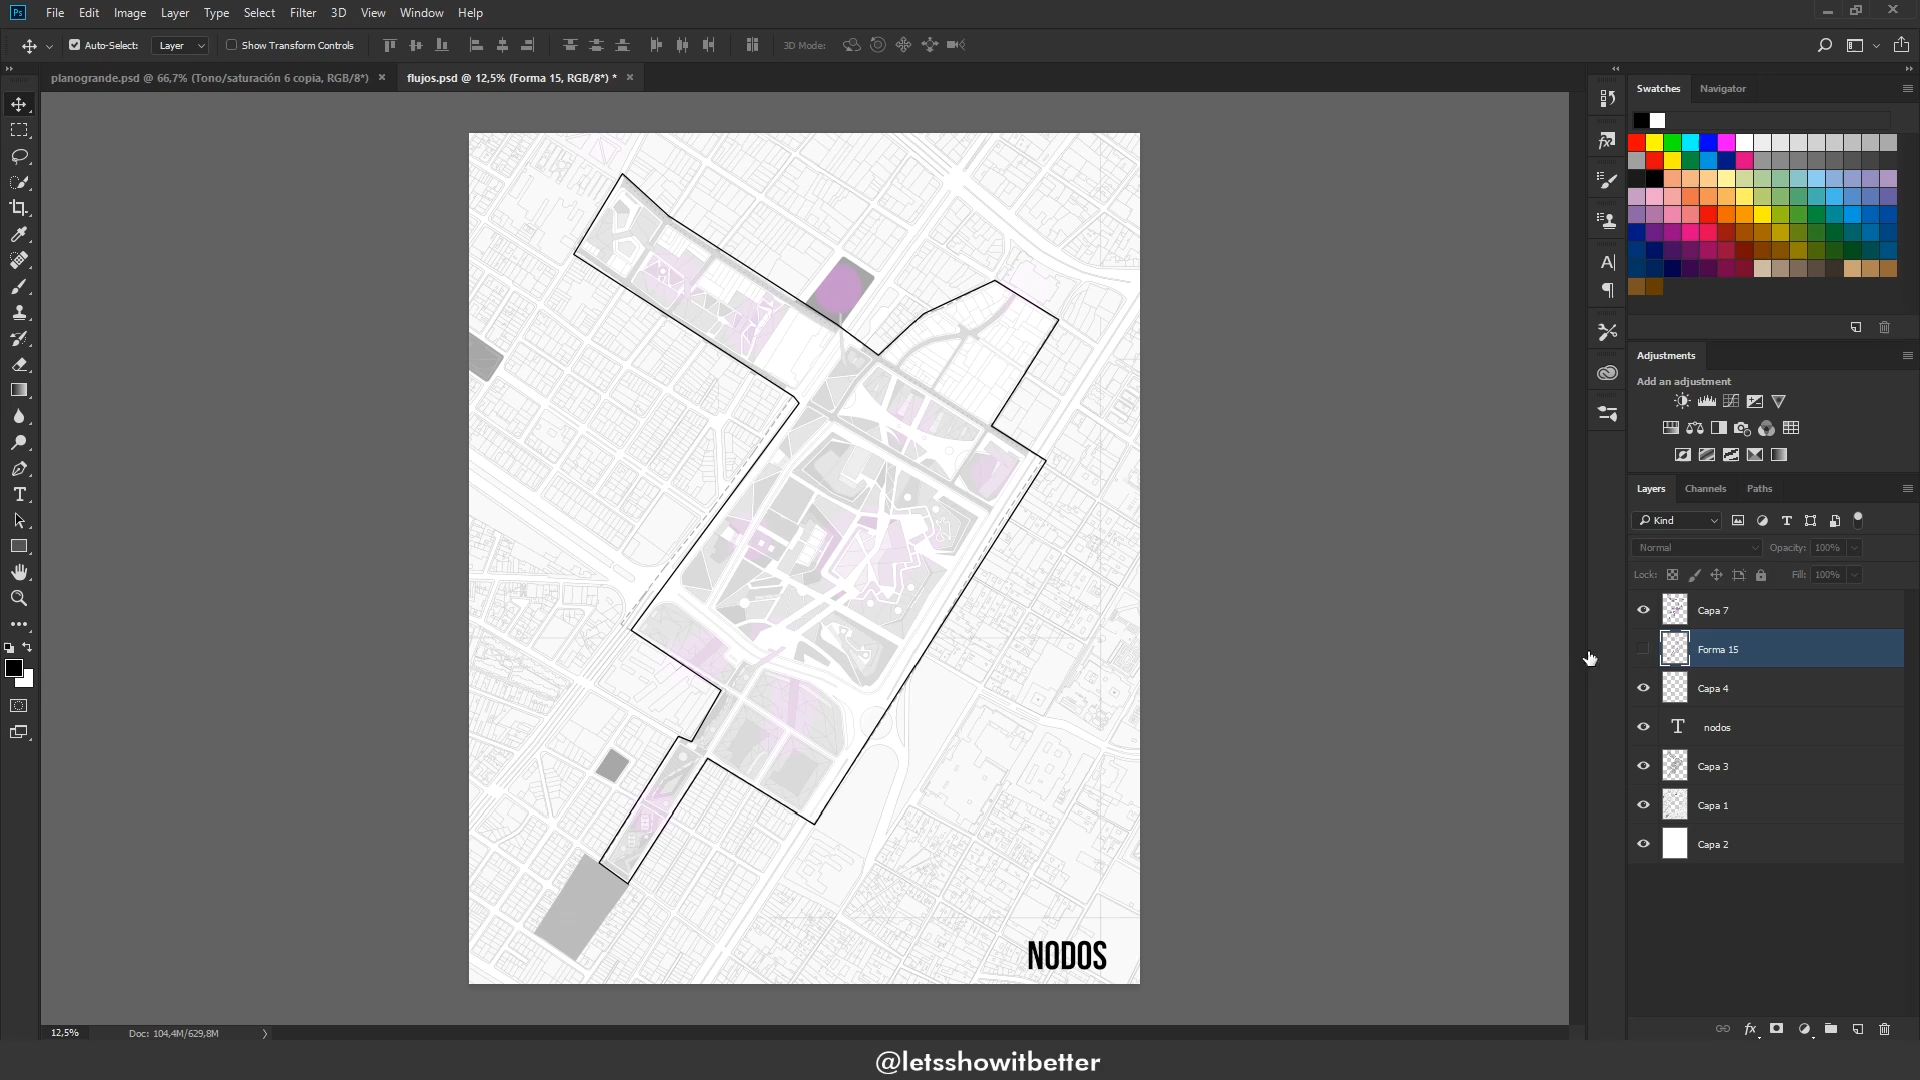 Ps File Edit Image Layer Type Select Filter 3D View Window Help
Auto-Select: Layer Show Transform Controls 3D Mode:
planogrande.psd @ 66,7% (Tono/saturación 6 copia, RGB/8*) × flujos.psd @ 12,5% (Forma 15, RGB/8*) * ×
Swatches Navigator
Adjustments
Add an adjustment
Layers Channels Paths
Kind
Normal Opacity: 100%
Lock: Fill: 100%
Capa 7
Forma 15
Capa 4
nodos
Capa 3
Capa 1
Capa 2
NODOS
12,5% Doc: 104,4M/629,8M
@letsshowitbetter